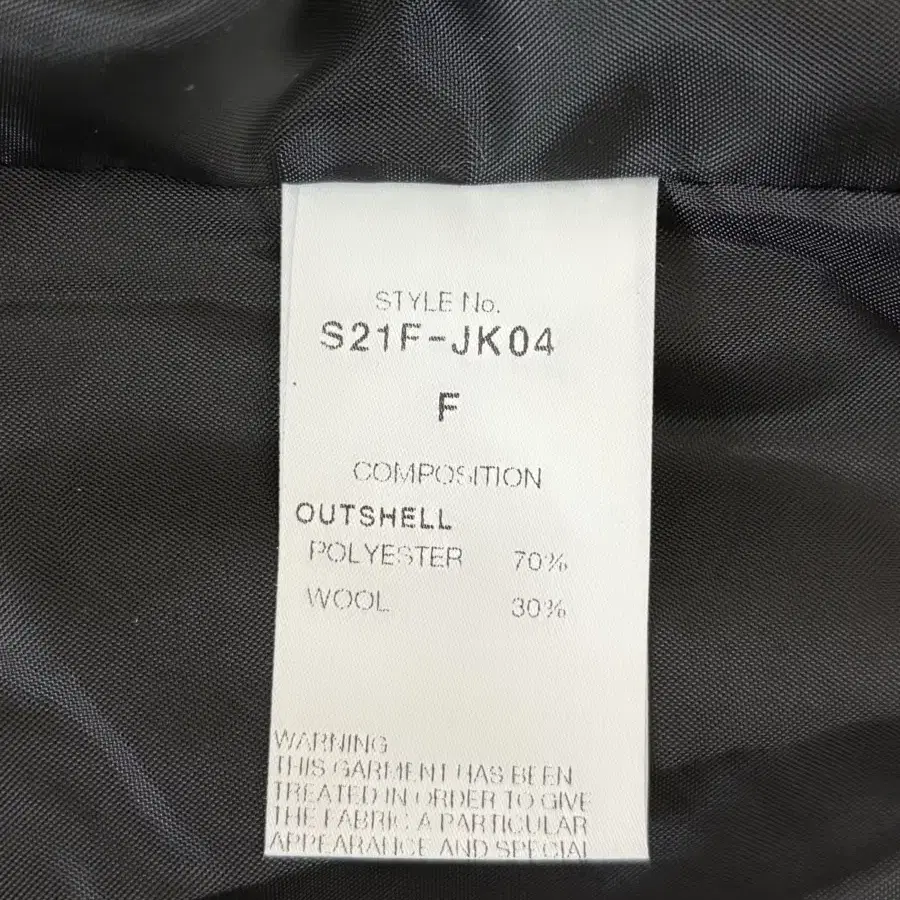 STYLE No.
S21F-JK04
F
COMPOSITION
OUTSHELL
POLYESTER 70%
WOOL 30%
WARNING
THIS GARMENT HAS BEEN
TREATED IN ORDER TO GIVE
THE FABRIC A PARTICULAR
APPEARANCE AND SPECIAL